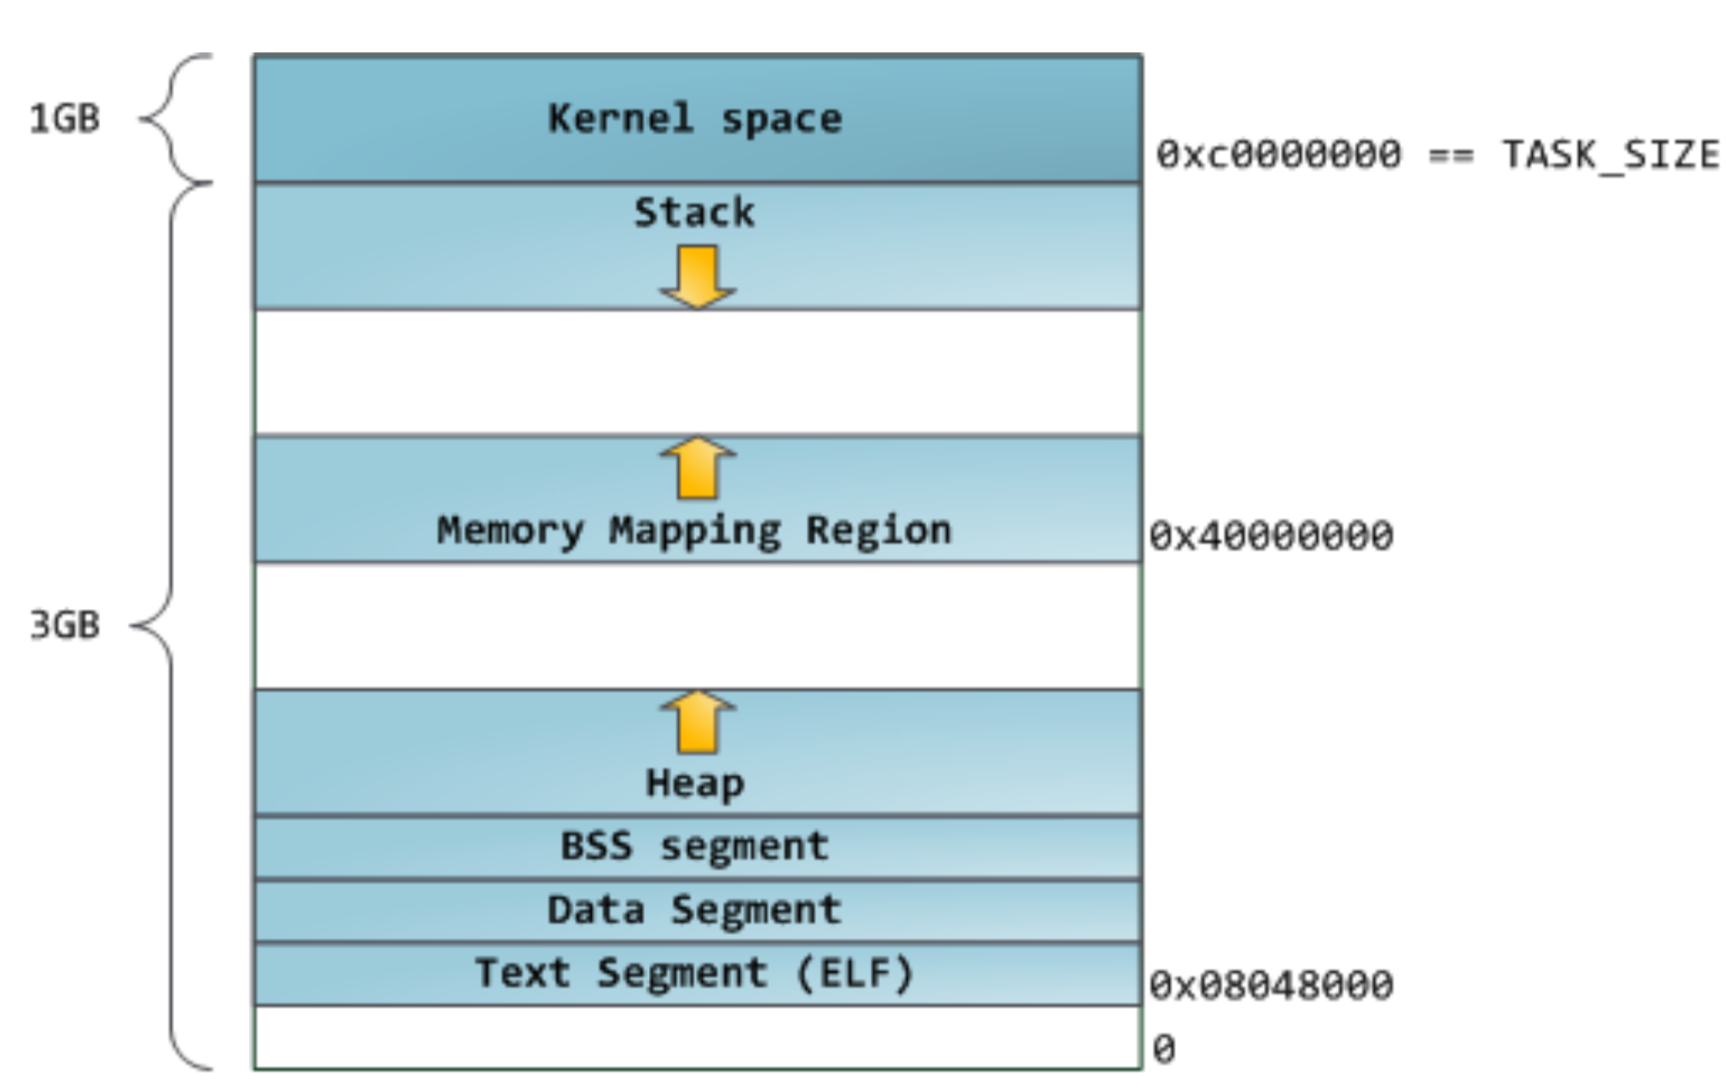 1GB
Kernel space
0xc0000000 == TASK_SIZE
Stack
Memory Mapping Region
0x40000000
3GB
Heap
BSS segment
Data Segment
Text Segment (ELF)
0x08048000
0